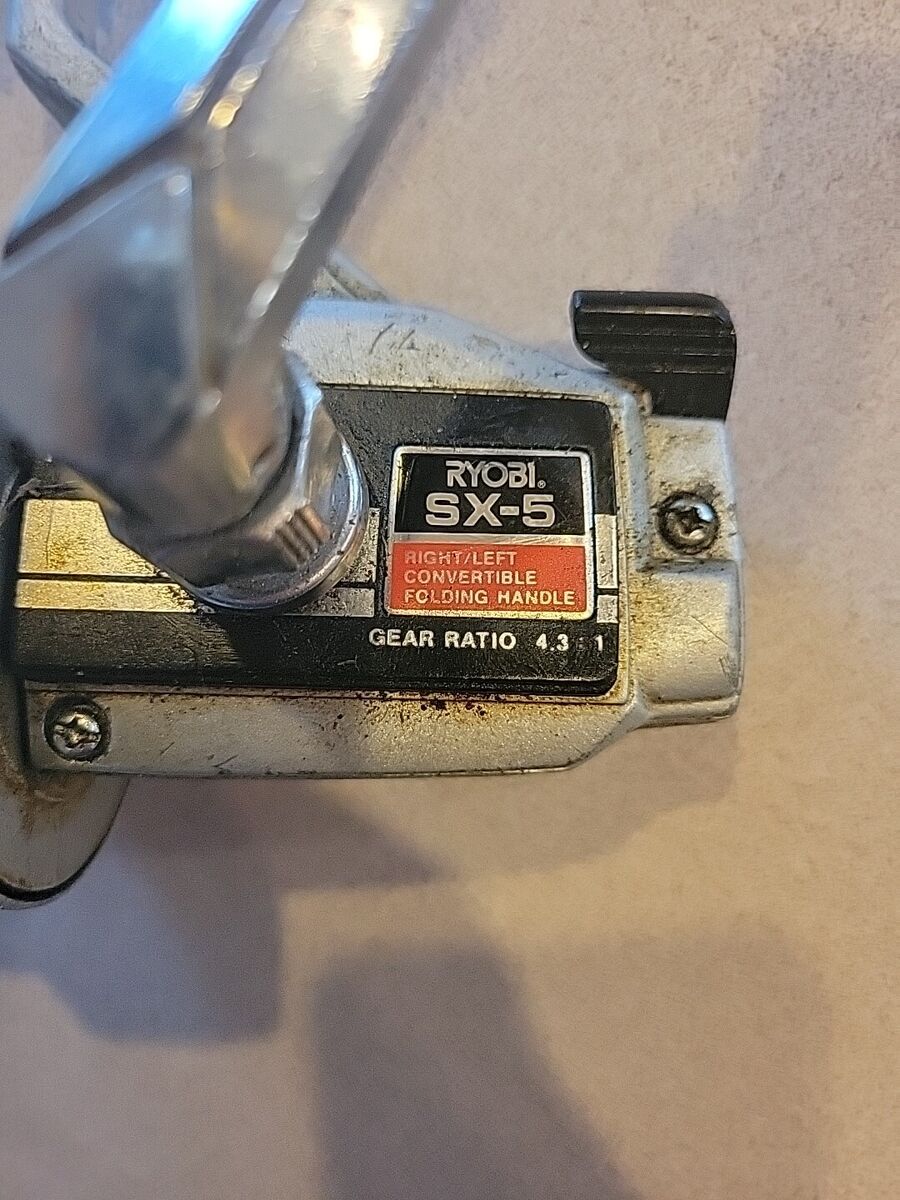 RYOBI®
SX-5
RIGHT/LEFT
CONVERTIBLE
FOLDING HANDLE
GEAR RATIO 4.3:1